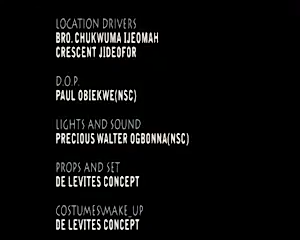 LOCATION DRIVERS
BRO. CHUKWUMA IJEOMAH
CRESCENT JIDEOFOR
D.O.P.
PAUL OBIEKWE(NSC)
LIGHTS AND SOUND
PRECIOUS WALTER OGBONNA(NSC)
PROPS AND SET
DE LEVITES CONCEPT
COSTUMES\MAKE_UP
DE LEVITES CONCEPT